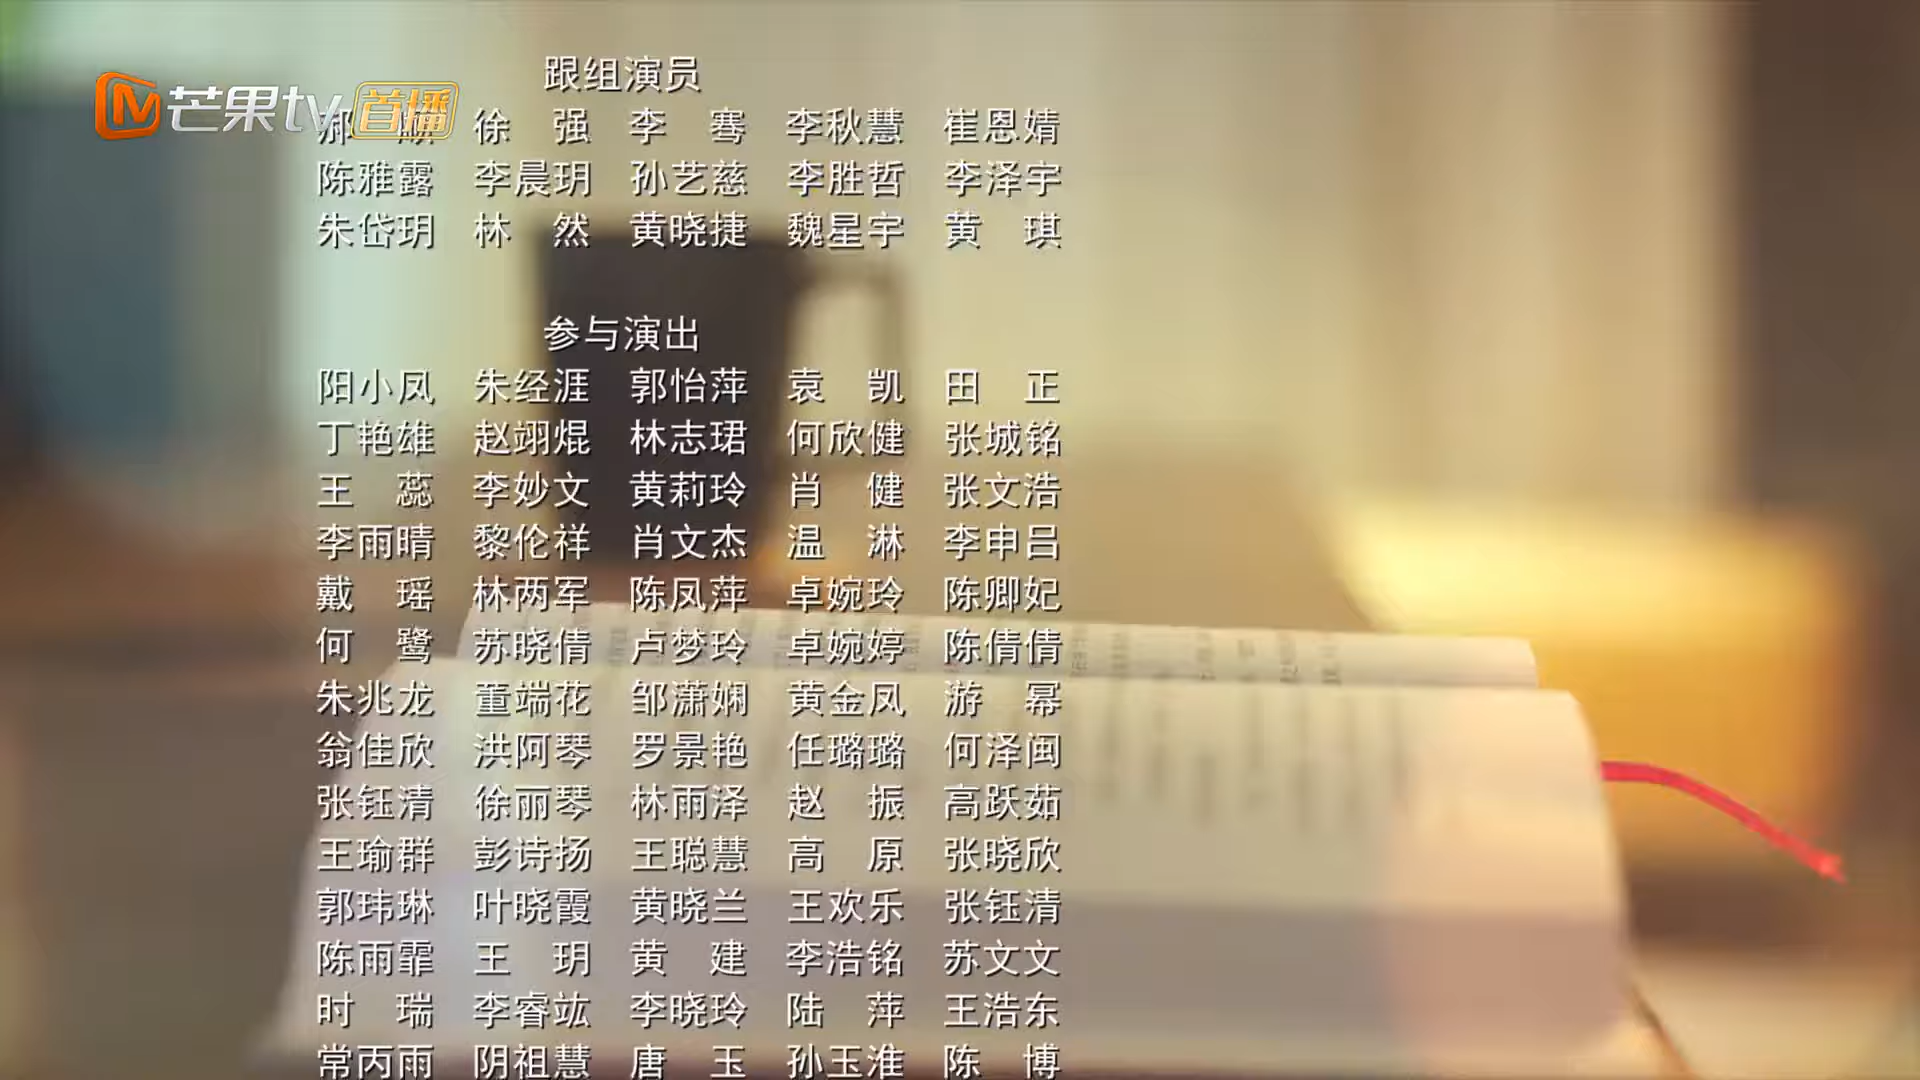 芒果tv 首播
跟组演员
徐强 李骞 李秋慧 崔恩婧
陈雅露 李晨玥 孙艺慈 李胜哲 李泽宇
朱岱玥 林然 黄晓捷 魏星宇 黄琪
参与演出
阳小凤 朱经涯 郭怡萍 袁凯 田正
丁艳雄 赵翊焜 林志珺 何欣健 张城铭
王蕊 李妙文 黄莉玲 肖健 张文浩
李雨晴 黎伦祥 肖文杰 温淋 李申吕
戴瑶 林两军 陈凤萍 卓婉玲 陈卿妃
何鹭 苏晓倩 卢梦玲 卓婉婷 陈倩倩
朱兆龙 董端花 邹潇娴 黄金凤 游幂
翁佳欣 洪阿琴 罗景艳 任璐璐 何泽闽
张钰清 徐丽琴 林雨泽 赵振 高跃茹
王瑜群 彭诗扬 王聪慧 高原 张晓欣
郭玮琳 叶晓霞 黄晓兰 王欢乐 张钰清
陈雨霏 王玥 黄建 李浩铭 苏文文
时瑞 李睿竑 李晓玲 陆萍 王浩东
常丙雨 阴祖慧 唐玉 孙玉淮 陈博